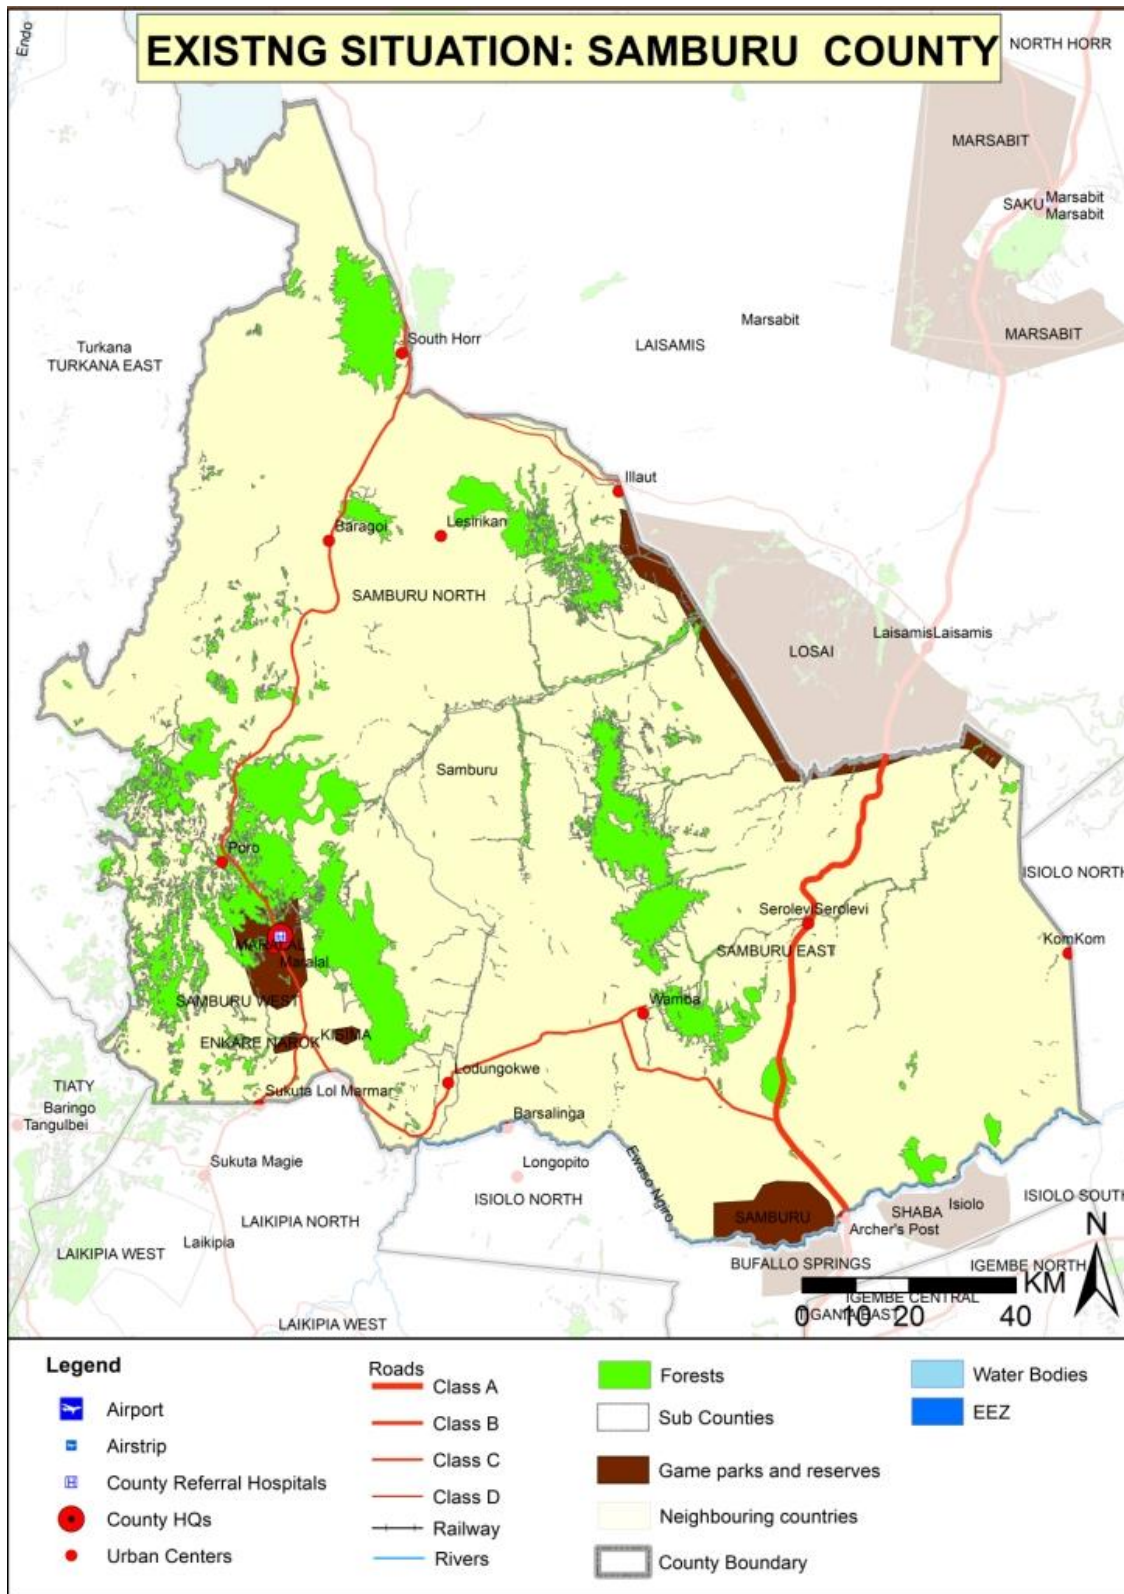 EXISTNG SITUATION: SAMBURU COUNTY
Endo
NORTH HORR
MARSABIT
SAKU
Marsabit
Marsabit
Marsabit
MARSABIT
South Horr
LAISAMIS
Turkana
TURKANA EAST
Illaut
Baragoi
Lesirikan
SAMBURU NORTH
LaisamisLaisamis
LOSAI
Samburu
Poro
ISIOLO NORTH
SeroleviSerolevi
MARALAL
Maralal
SAMBURU EAST
KomKom
SAMBURU WEST
Wamba
ENKARE NAROK
KISIMA
Lodungokwe
TIATY
Baringo
Tangulbei
Sukuta Lol Marmar
Barsalinga
Sukuta Magie
Longopito
Ewaso Ngiro
ISIOLO NORTH
ISIOLO SOUTH
Isiolo
SHABA
SAMBURU
Archer's Post
LAIKIPIA NORTH
Laikipia
LAIKIPIA WEST
BUFALLO SPRINGS
IGEMBE NORTH
N
KM
IGEMBE CENTRAL
TIGANIA EAST
0 10 20 40
LAIKIPIA WEST
Legend
Airport
Airstrip
County Referral Hospitals
County HQs
Urban Centers
Roads
Class A
Class B
Class C
Class D
Railway
Rivers
Forests
Sub Counties
Game parks and reserves
Neighbouring countries
County Boundary
Water Bodies
EEZ